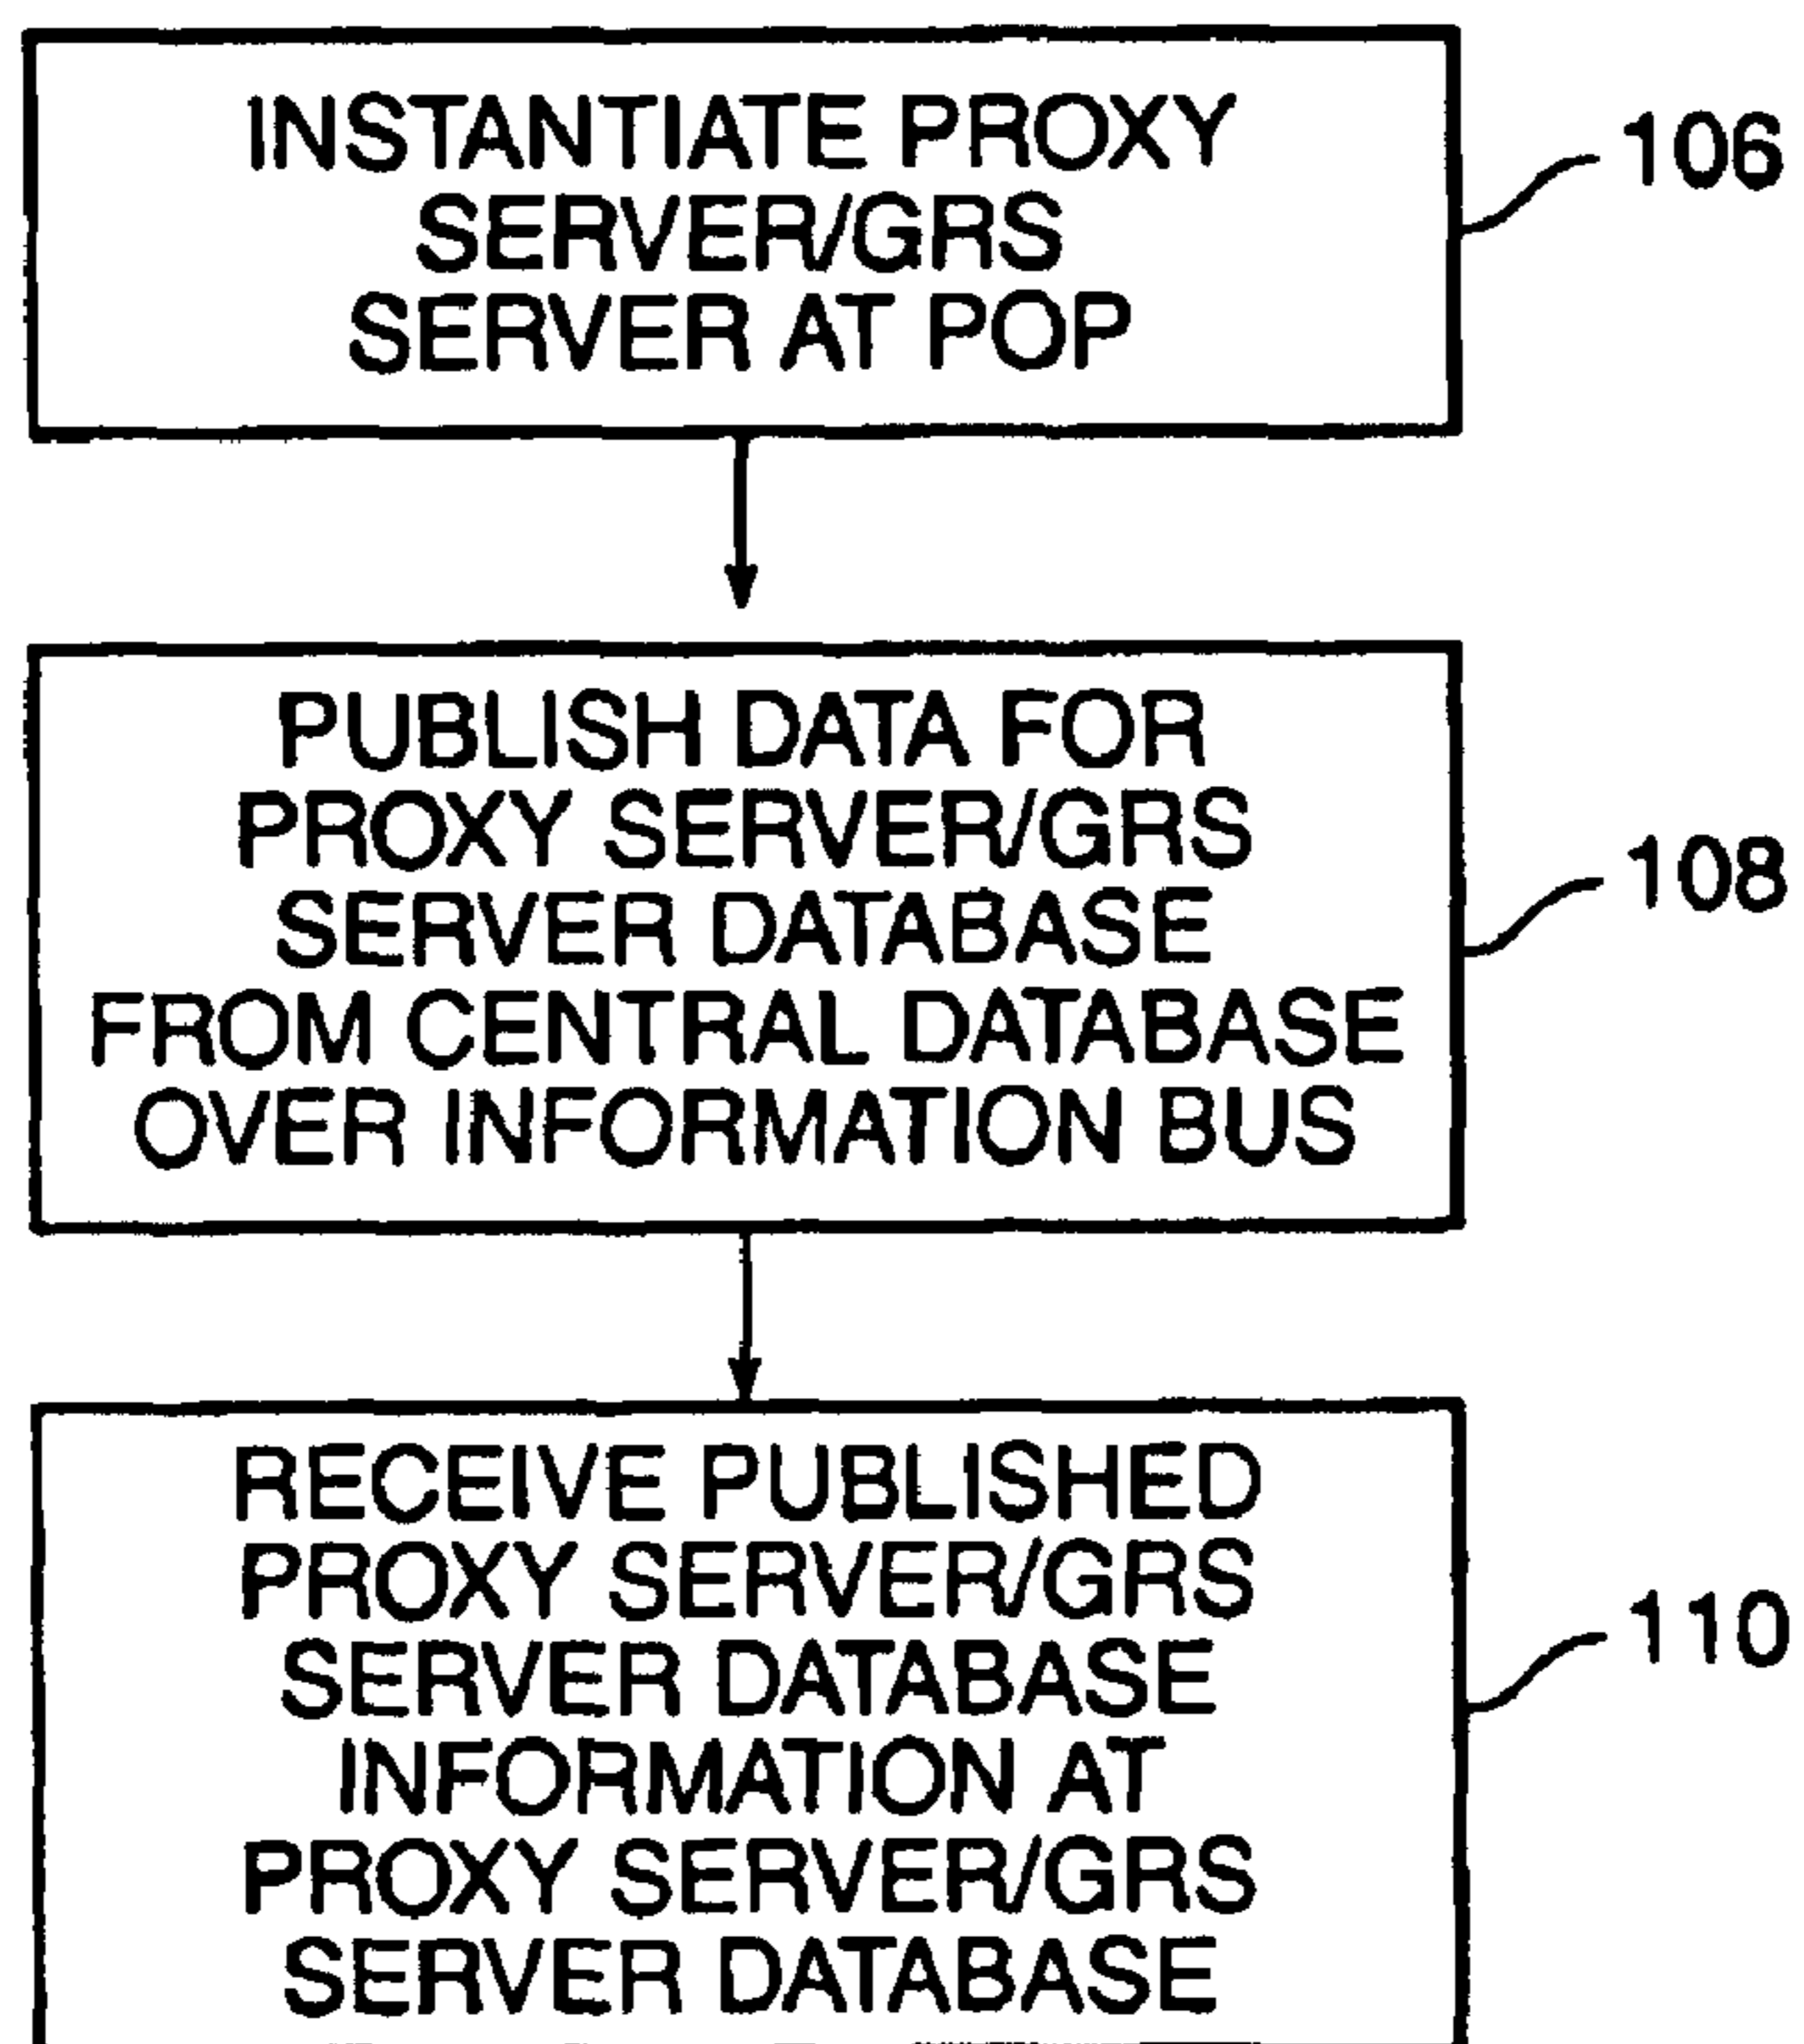 INSTANTIATE PROXY
SERVER/GRS
SERVER AT POP
106
PUBLISH DATA FOR
PROXY SERVER/GRS
SERVER DATABASE
FROM CENTRAL DATABASE
OVER INFORMATION BUS
108
RECEIVE PUBLISHED
PROXY SERVER/GRS
SERVER DATABASE
INFORMATION AT
PROXY SERVER/GRS
SERVER DATABASE
110